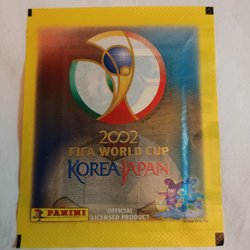 2002
FIFA WORLD CUP
KOREA JAPAN
PANINI
OFFICIAL
LICENSED PRODUCT